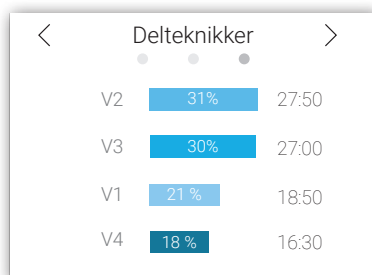 Delteknikker
V2 31% 27:50
V3 30% 27:00
V1 21 % 18:50
V4 18 % 16:30